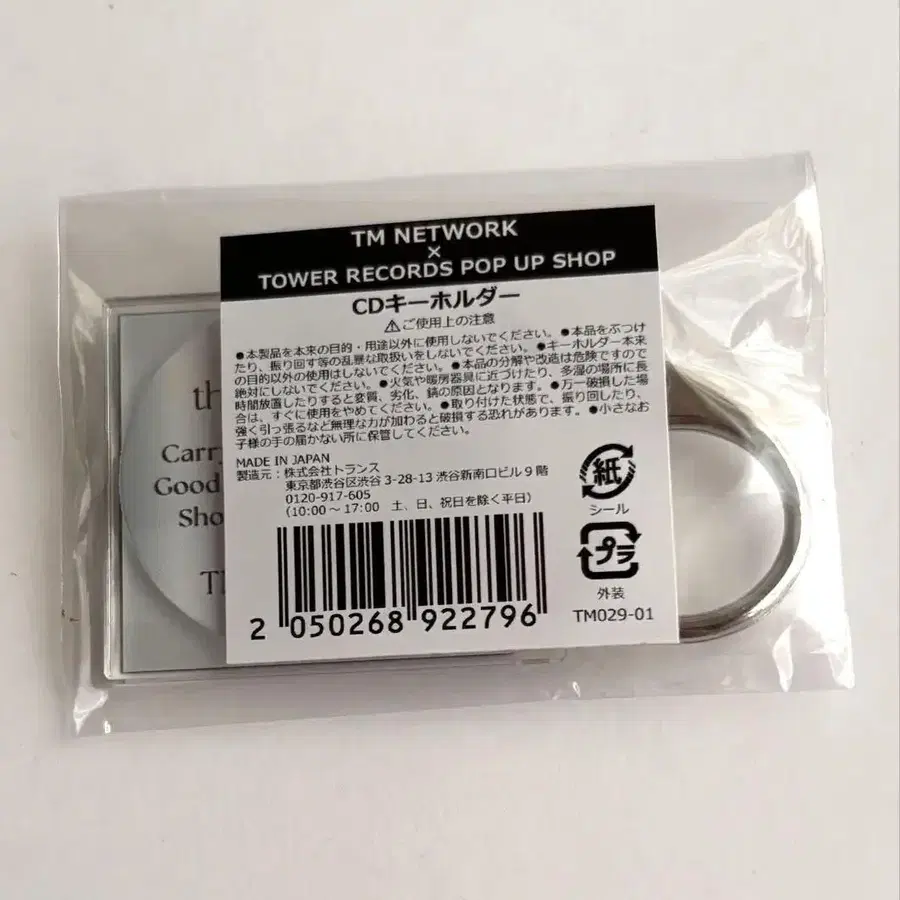 TM NETWORK
×
TOWER RECORDS POP UP SHOP
CDキーホルダー
⚠ご使用上の注意
●本製品を本来の目的・用途以外に使用しないでください。●本品をぶつけ
たり、振り回す等の乱暴な取扱いをしないでください。●キーホルダー本来
の目的以外の使用はしないでください。●本品の分解や改造は危険ですので
絶対にしないでください。●火気や暖房器具に近づけたり、多湿の場所に長
時間放置したりすると変質、劣化、錆の原因となります。●万一破損した場
合は、すぐに使用をやめてください。●取り付けた状態で、振り回したり、
強く引っ張るなど無理な力が加わると破損する恐れがあります。●小さなお
子様の手の届かない所に保管してください。
MADE IN JAPAN
製造元：株式会社トランス
東京都渋谷区渋谷 3-28-13 渋谷新南口ビル９階
0120-917-605
（10:00～17:00　土、日、祝日を除く平日）
2 050268 922796
紙
シール
プラ
外装
TM029-01
th
Carry
Good
Sho